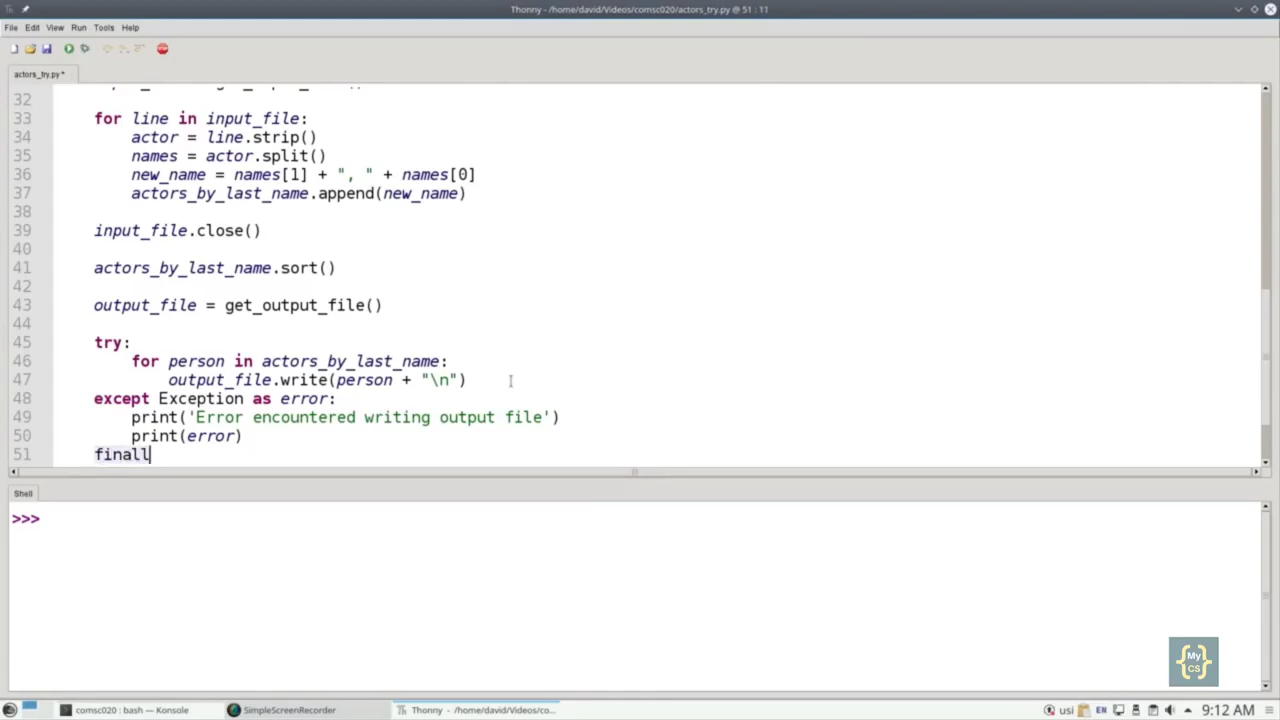 Thonny - /home/david/Videos/comsc020/actors_try.py @ 51 : 11
File Edit View Run Tools Help
actors_try.py *
32
33 for line in input_file:
34 actor = line.strip()
35 names = actor.split()
36 new_name = names[1] + ", " + names[0]
37 actors_by_last_name.append(new_name)
38
39 input_file.close()
40
41 actors_by_last_name.sort()
42
43 output_file = get_output_file()
44
45 try:
46 for person in actors_by_last_name:
47 output_file.write(person + "\n")
48 except Exception as error:
49 print('Error encountered writing output file')
50 print(error)
51 finall
Shell
>>>
My
{CS}
comsc020 : bash — Konsole
SimpleScreenRecorder
Thonny - /home/david/Videos/co...
usi
EN
9:12 AM